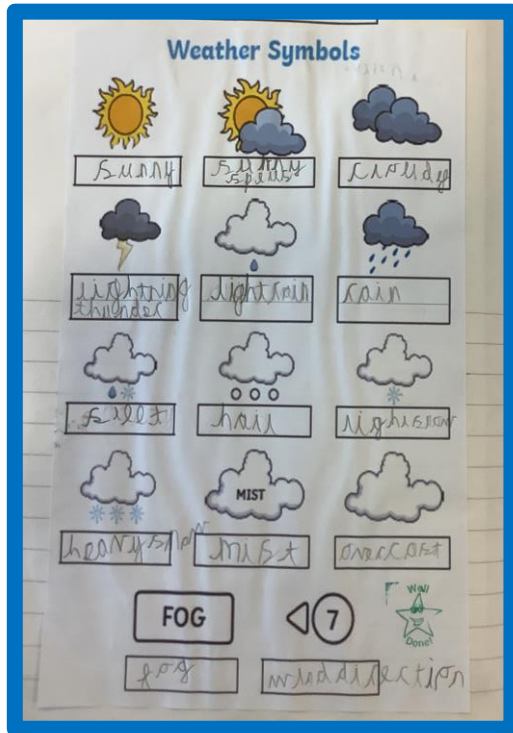 Weather Symbols
sunny
sunny
spells
cloudy
lightning
thunder
light rain
rain
sleet
hail
light snow
heavy snow
MIST
mist
overcast
FOG
7
Well
Done!
fog
wind direction